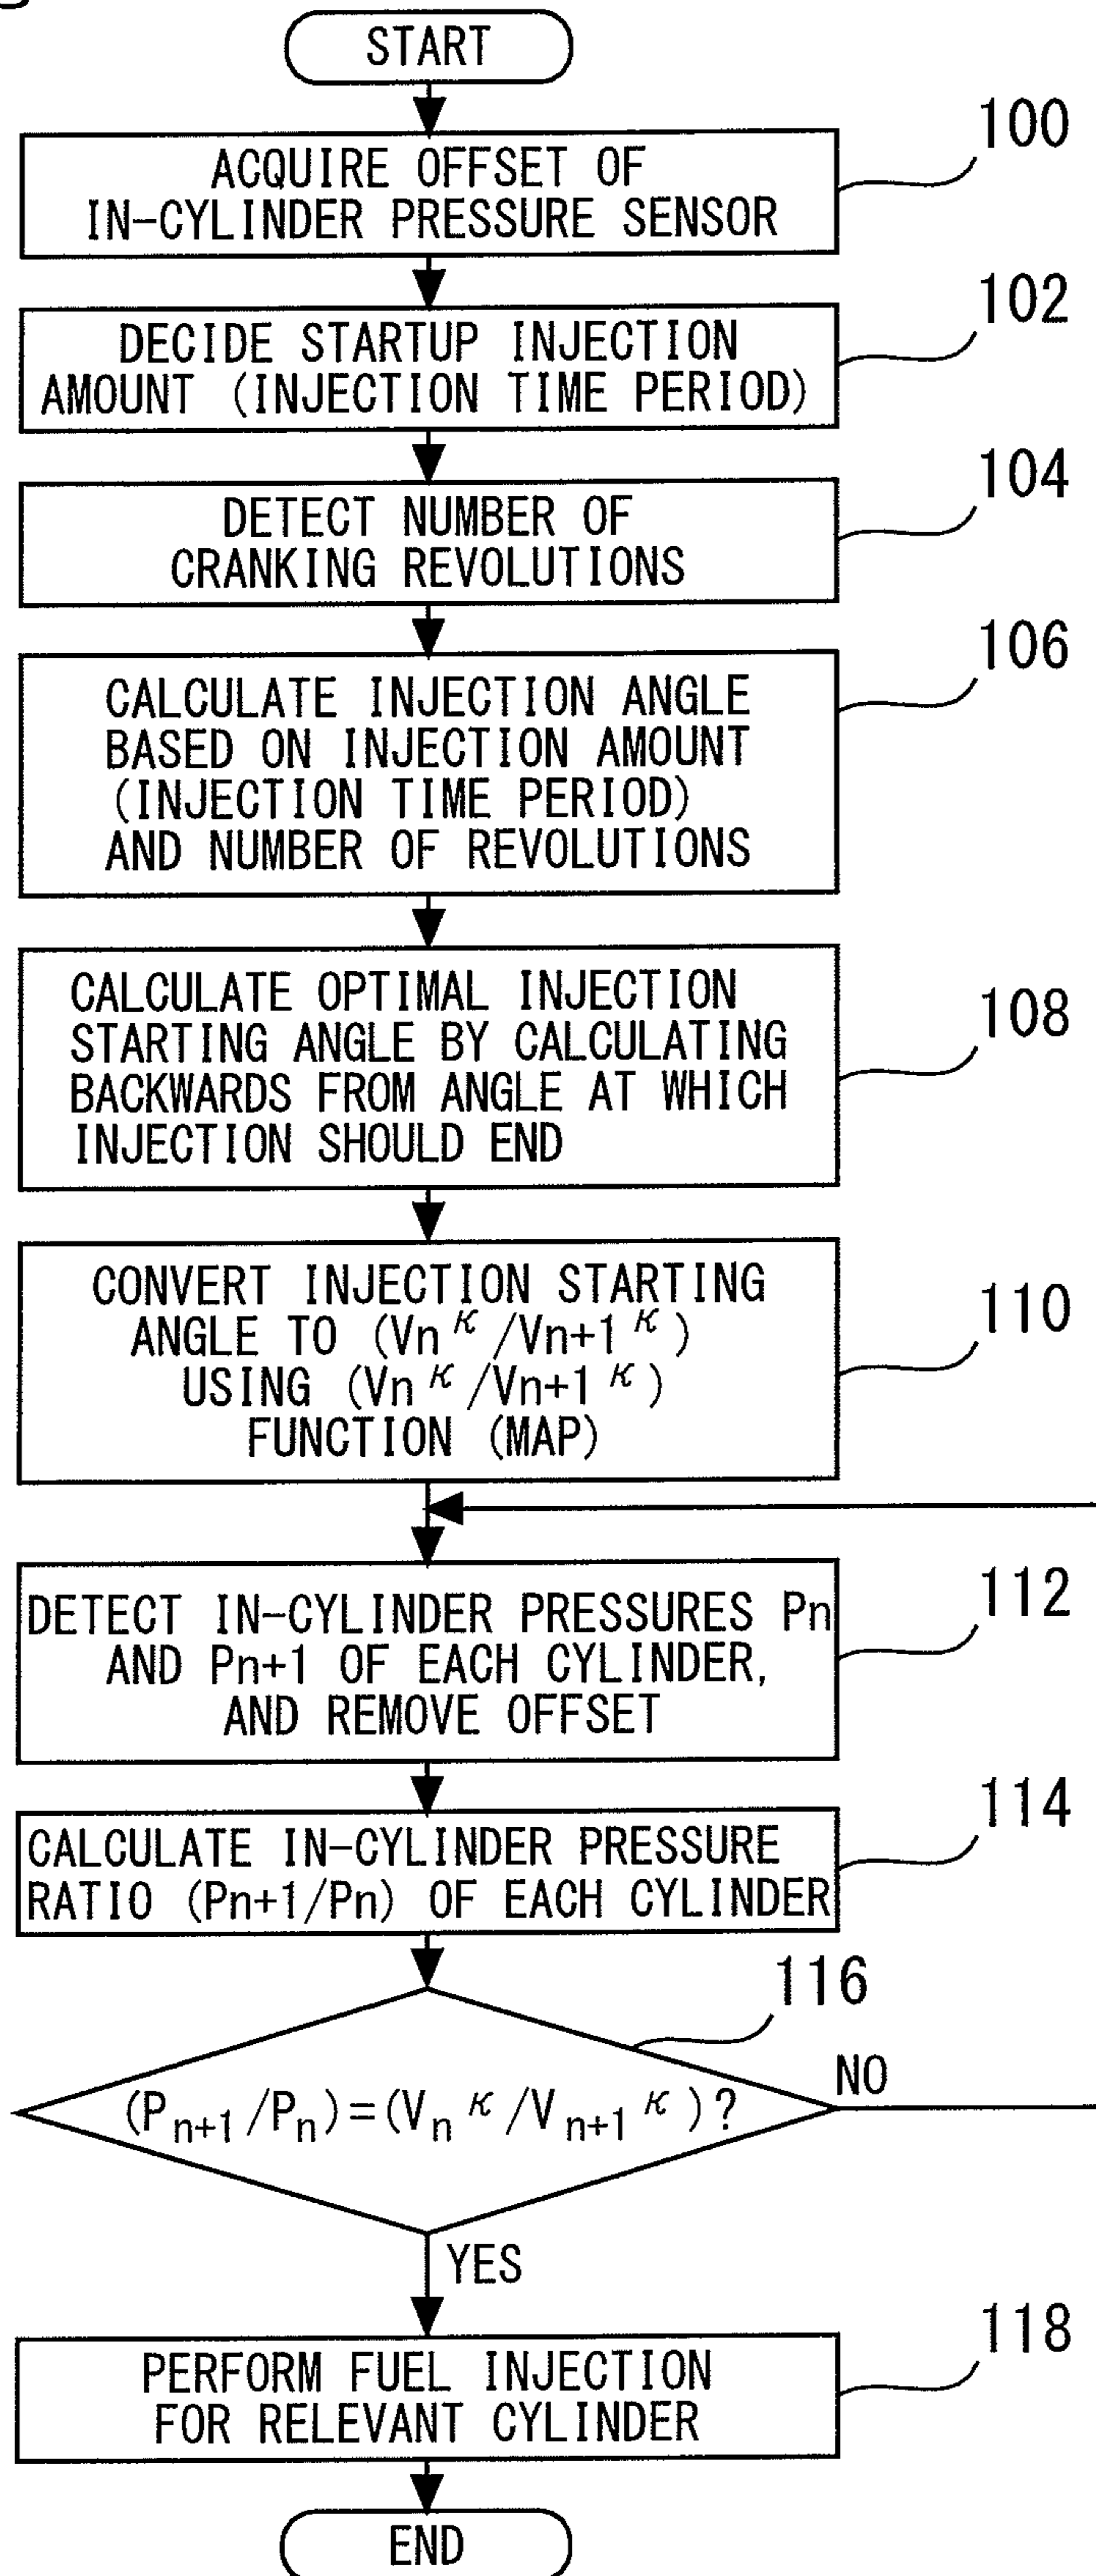 START
100
ACQUIRE OFFSET OF
IN-CYLINDER PRESSURE SENSOR
102
DECIDE STARTUP INJECTION
AMOUNT (INJECTION TIME PERIOD)
104
DETECT NUMBER OF
CRANKING REVOLUTIONS
106
CALCULATE INJECTION ANGLE
BASED ON INJECTION AMOUNT
(INJECTION TIME PERIOD)
AND NUMBER OF REVOLUTIONS
108
CALCULATE OPTIMAL INJECTION
STARTING ANGLE BY CALCULATING
BACKWARDS FROM ANGLE AT WHICH
INJECTION SHOULD END
110
CONVERT INJECTION STARTING
ANGLE TO (Vn^κ/Vn+1^κ)
USING (Vn^κ/Vn+1^κ)
FUNCTION (MAP)
112
DETECT IN-CYLINDER PRESSURES Pn
AND Pn+1 OF EACH CYLINDER,
AND REMOVE OFFSET
114
CALCULATE IN-CYLINDER PRESSURE
RATIO (Pn+1/Pn) OF EACH CYLINDER
116
(P_{n+1}/P_n)=(V_n^κ/V_{n+1}^κ)?
NO
YES
118
PERFORM FUEL INJECTION
FOR RELEVANT CYLINDER
END